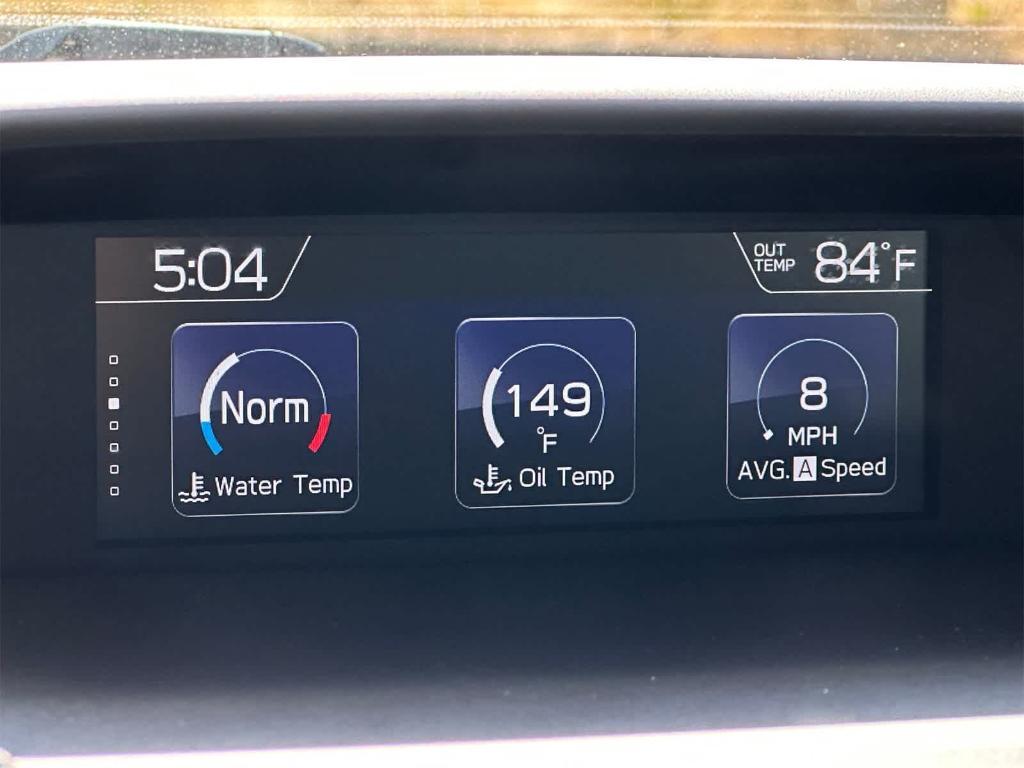 5:04
OUT TEMP 84°F
Norm
Water Temp
149
°F
Oil Temp
8
MPH
AVG. A Speed